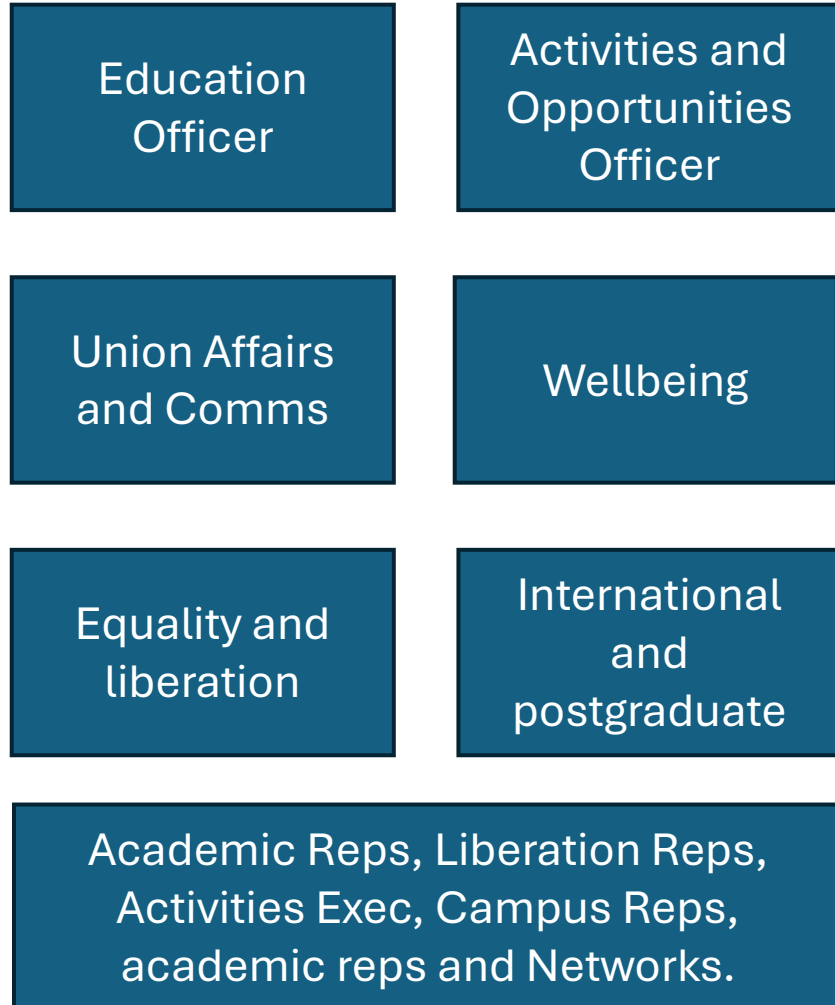 Education
Officer
Activities and
Opportunities
Officer
Union Affairs
and Comms
Wellbeing
Equality and
liberation
International
and
postgraduate
Academic Reps, Liberation Reps,
Activities Exec, Campus Reps,
academic reps and Networks.